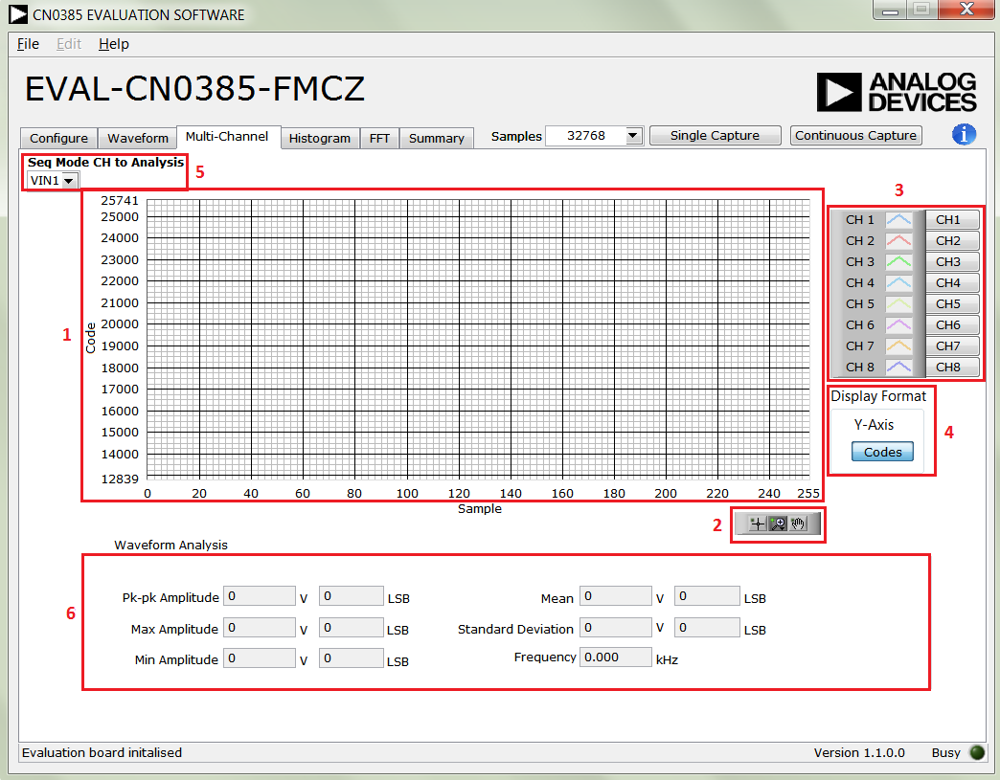 CN0385 EVALUATION SOFTWARE
File Edit Help
EVAL-CN0385-FMCZ
ANALOG
DEVICES
Configure Waveform Multi-Channel Histogram FFT Summary Samples 32768 Single Capture Continuous Capture i
Seq Mode CH to Analysis
VIN1
5
25741
25000
24000
23000
22000
21000
20000
19000
18000
17000
16000
15000
14000
12839
Code
1
0 20 40 60 80 100 120 140 160 180 200 220 240 255
Sample
3
CH 1 CH1
CH 2 CH2
CH 3 CH3
CH 4 CH4
CH 5 CH5
CH 6 CH6
CH 7 CH7
CH 8 CH8
Display Format
Y-Axis
Codes
4
2
Waveform Analysis
6
Pk-pk Amplitude 0 V 0 LSB
Max Amplitude 0 V 0 LSB
Min Amplitude 0 V 0 LSB
Mean 0 V 0 LSB
Standard Deviation 0 V 0 LSB
Frequency 0.000 kHz
Evaluation board initalised
Version 1.1.0.0 Busy